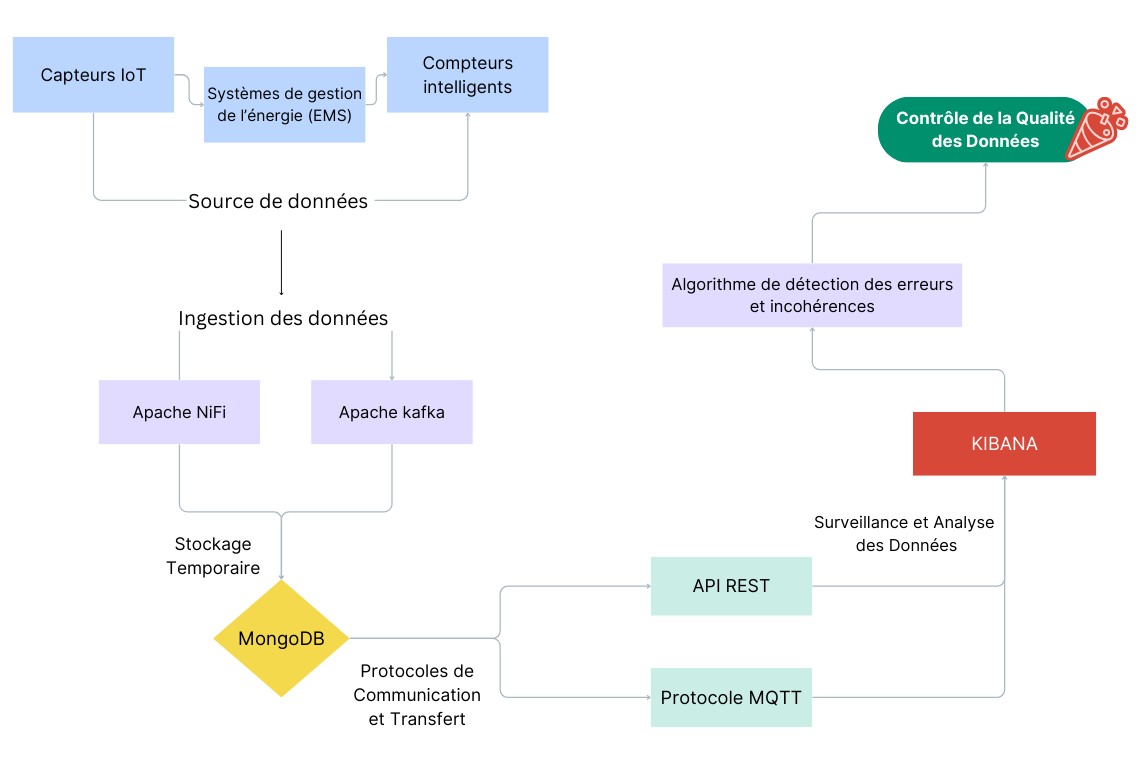 Capteurs IoT
Systèmes de gestion
de l’énergie (EMS)
Compteurs
intelligents
Source de données
Ingestion des données
Apache NiFi
Apache kafka
Stockage
Temporaire
MongoDB
Protocoles de
Communication
et Transfert
API REST
Protocole MQTT
Surveillance et Analyse
des Données
KIBANA
Algorithme de détection des erreurs
et incohérences
Contrôle de la Qualité
des Données